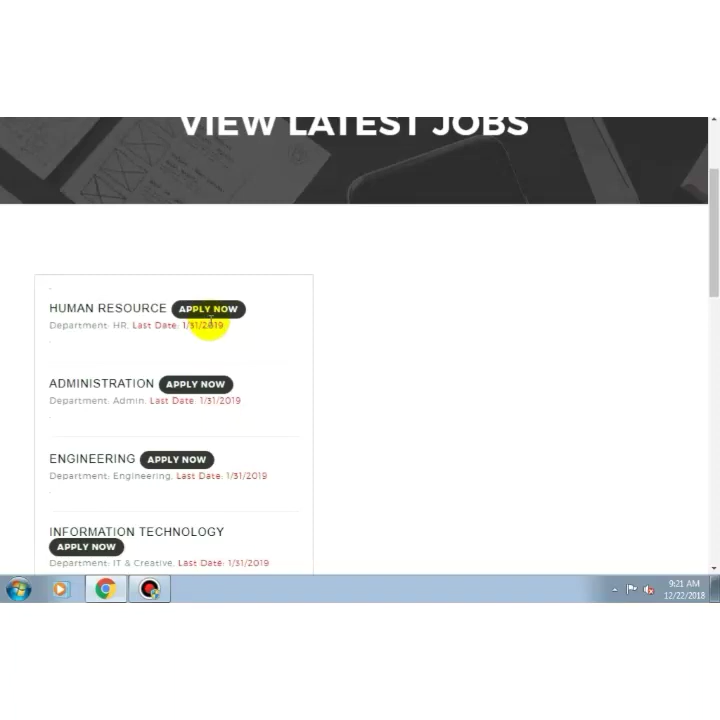 VIEW LATEST JOBS
HUMAN RESOURCE APPLY NOW
Department: HR, Last Date: 1/31/2019
ADMINISTRATION APPLY NOW
Department: Admin, Last Date: 1/31/2019
ENGINEERING APPLY NOW
Department: Engineering, Last Date: 1/31/2019
INFORMATION TECHNOLOGY
APPLY NOW
Department: IT & Creative, Last Date: 1/31/2019
9:21 AM
12/22/2018